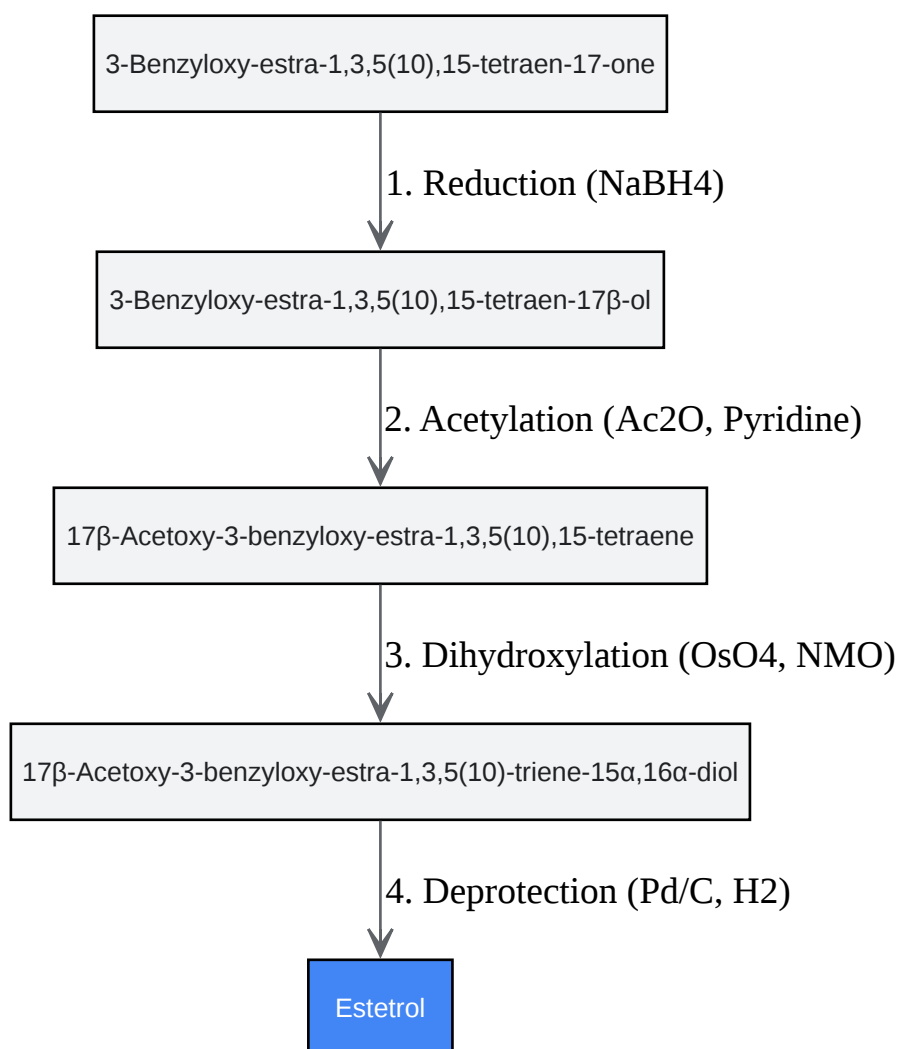 3-Benzyloxy-estra-1,3,5(10),15-tetraen-17-one
1. Reduction (NaBH4)
3-Benzyloxy-estra-1,3,5(10),15-tetraen-17β-ol
2. Acetylation (Ac2O, Pyridine)
17β-Acetoxy-3-benzyloxy-estra-1,3,5(10),15-tetraene
3. Dihydroxylation (OsO4, NMO)
17β-Acetoxy-3-benzyloxy-estra-1,3,5(10)-triene-15α,16α-diol
4. Deprotection (Pd/C, H2)
Estetrol